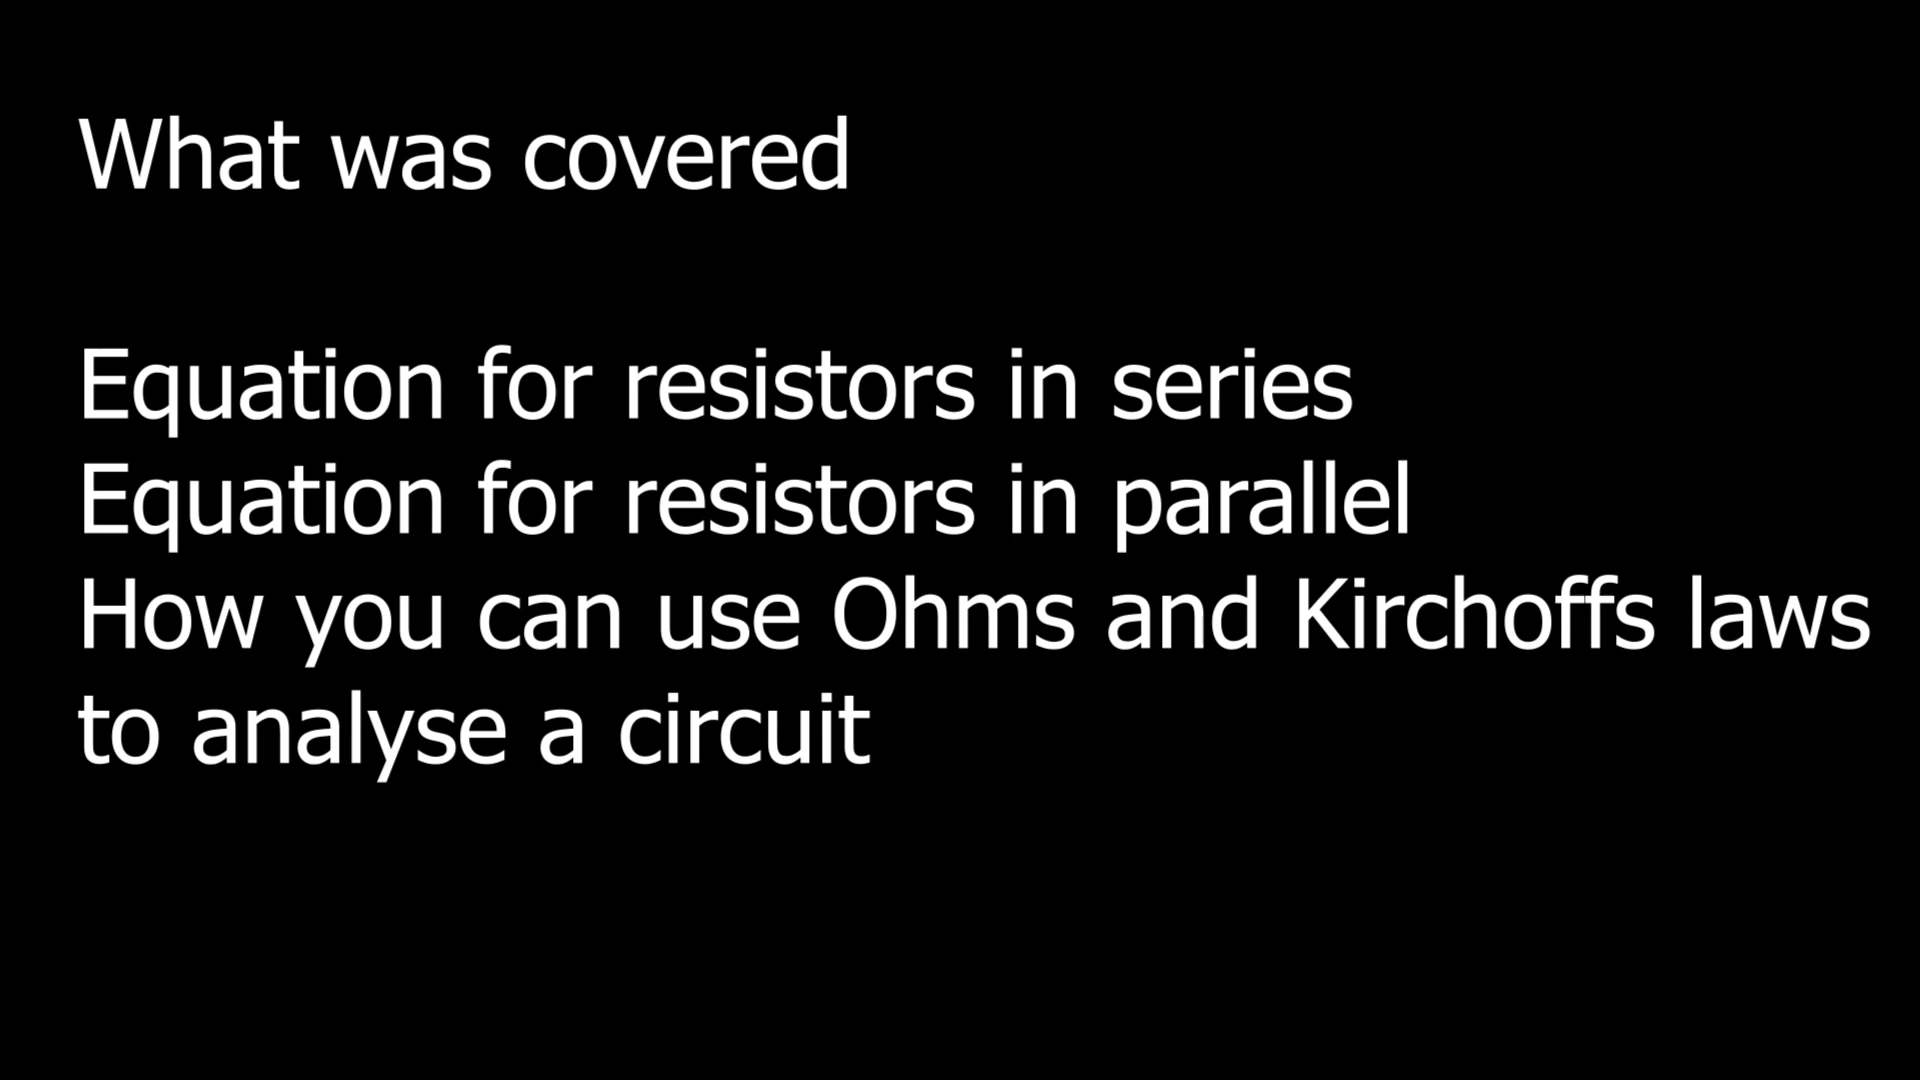 What was covered
Equation for resistors in series
Equation for resistors in parallel
How you can use Ohms and Kirchoffs laws
to analyse a circuit